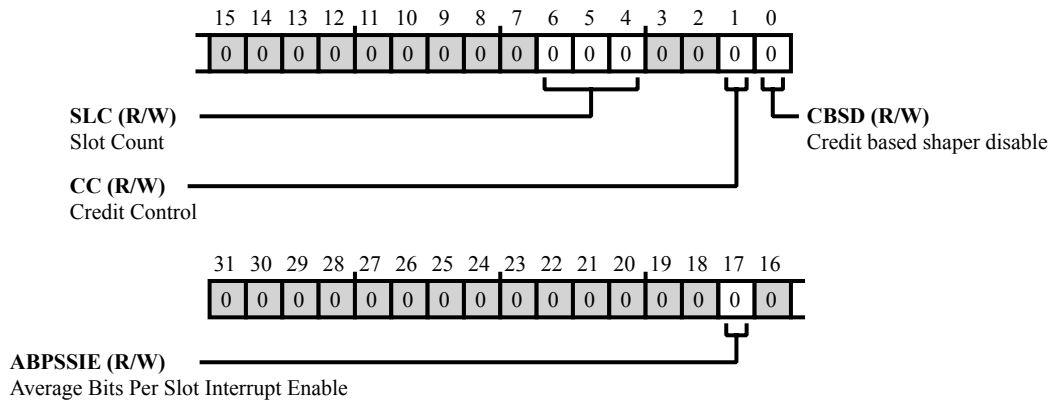 15 14 13 12 11 10 9 8 7 6 5 4 3 2 1 0
0 0 0 0 0 0 0 0 0 0 0 0 0 0 0 0
SLC (R/W)
Slot Count
CBSD (R/W)
Credit based shaper disable
CC (R/W)
Credit Control
31 30 29 28 27 26 25 24 23 22 21 20 19 18 17 16
0 0 0 0 0 0 0 0 0 0 0 0 0 0 0 0
ABPSSIE (R/W)
Average Bits Per Slot Interrupt Enable